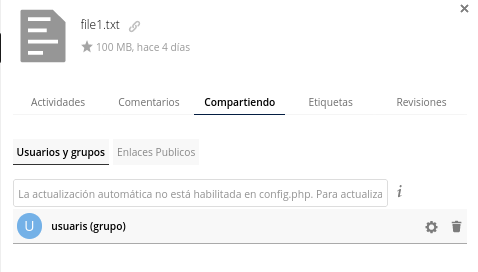 file1.txt
100 MB, hace 4 días
Actividades Comentarios Compartiendo Etiquetas Revisiones
Usuarios y grupos Enlaces Publicos
La actualización automática no está habilitada en config.php. Para actualiza
i
U usuaris (grupo)